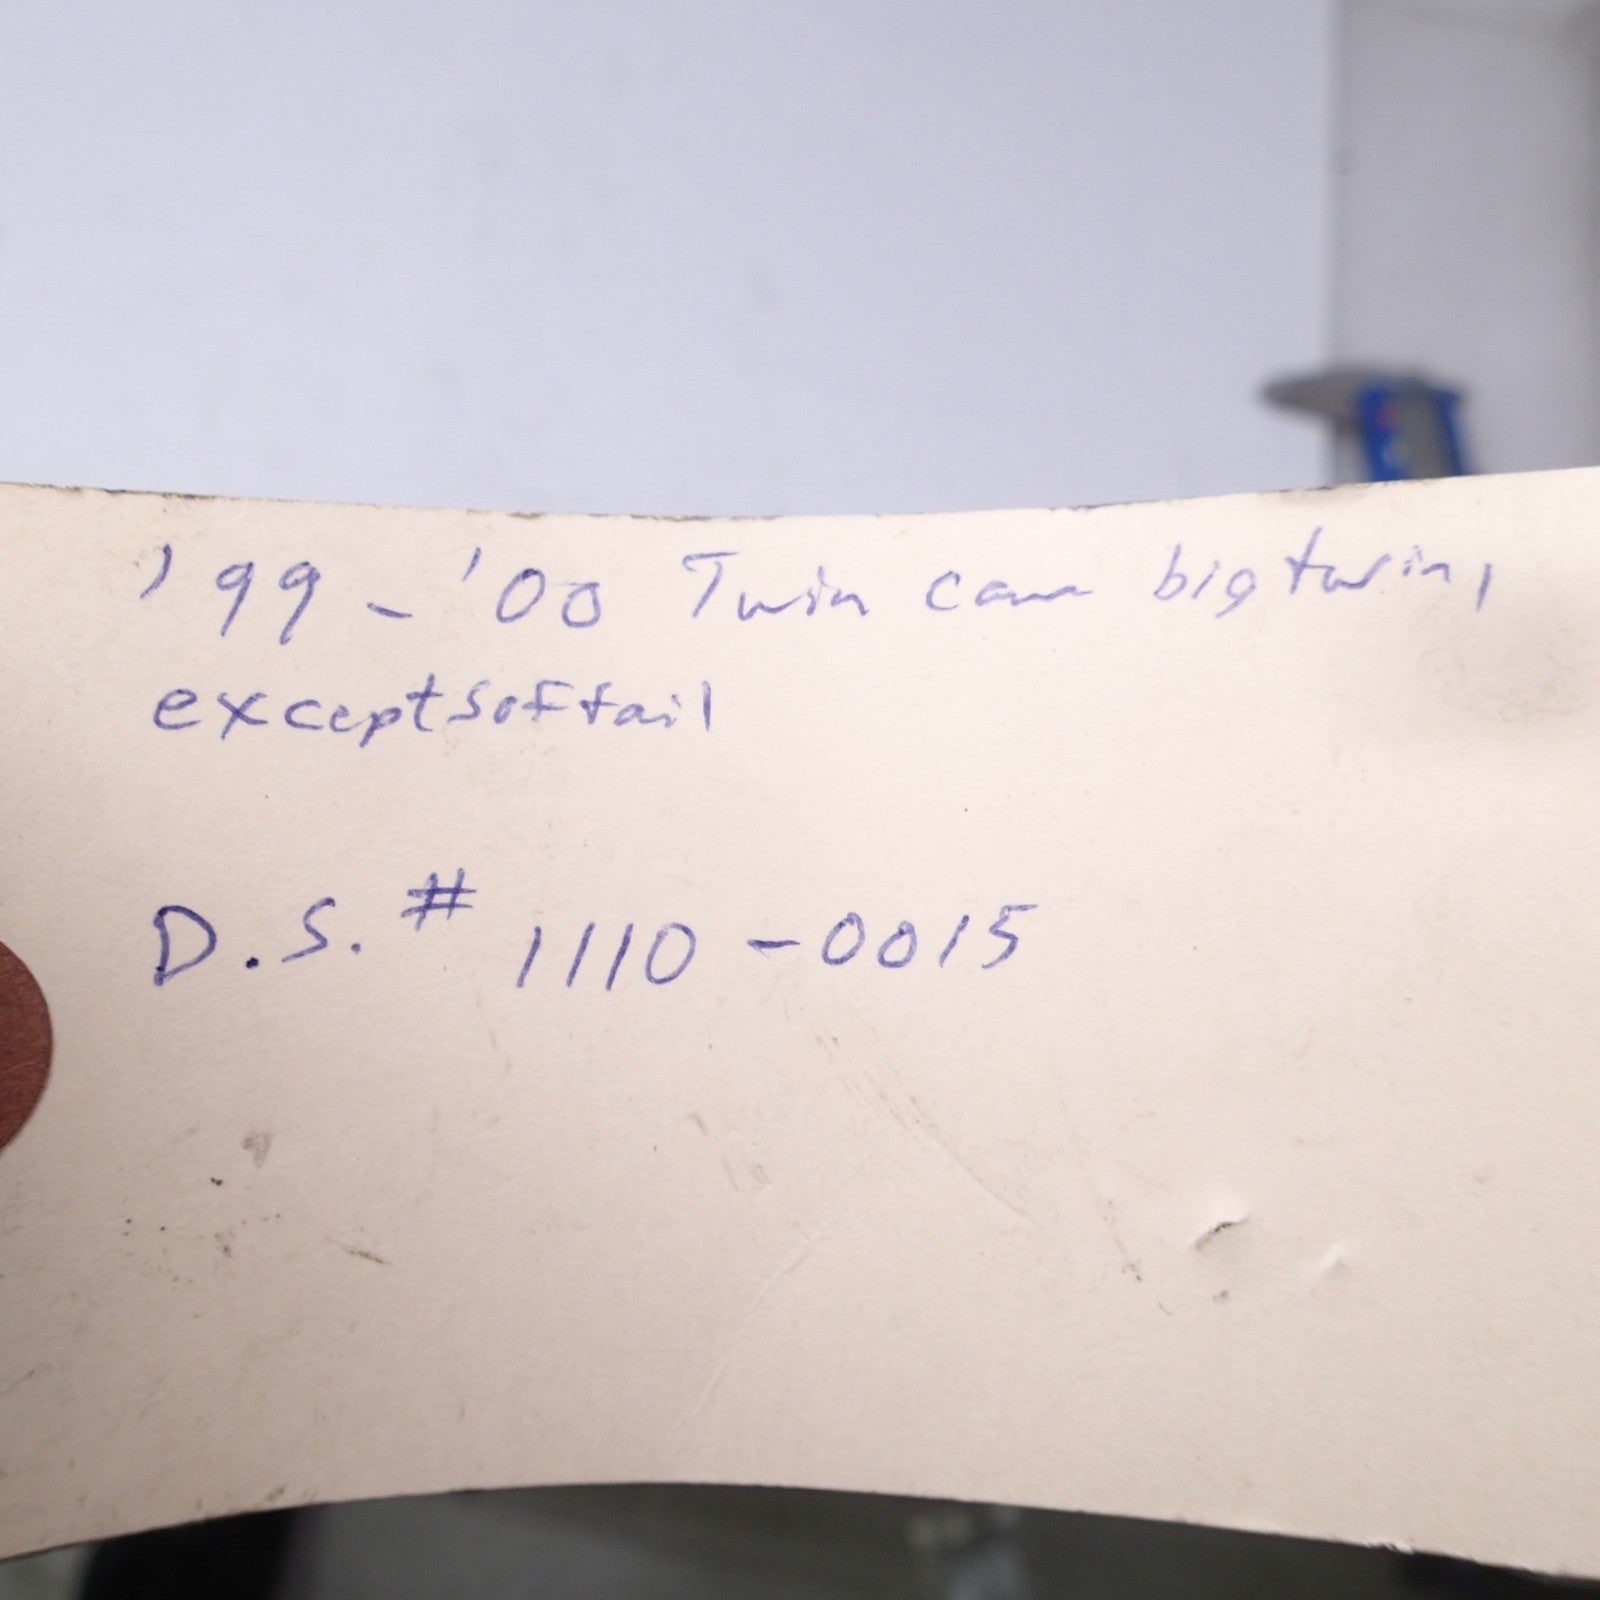 '99 - '00 Twin cam big twin,
except softail
D.S. # 1110-0015